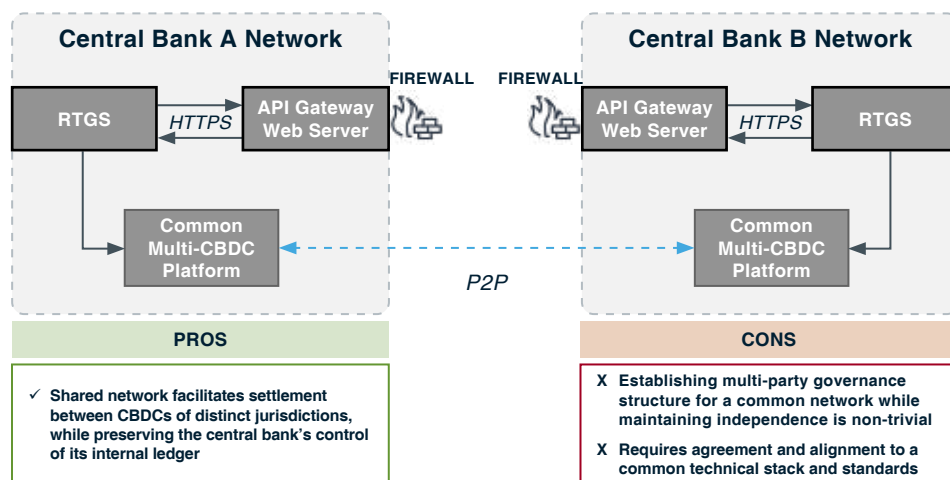 Central Bank A Network
Central Bank B Network
FIREWALL
FIREWALL
RTGS
HTTPS
API Gateway
Web Server
API Gateway
Web Server
HTTPS
RTGS
Common
Multi-CBDC
Platform
Common
Multi-CBDC
Platform
P2P
PROS
✓ Shared network facilitates settlement
between CBDCs of distinct jurisdictions,
while preserving the central bank’s control
of its internal ledger
CONS
X Establishing multi-party governance
structure for a common network while
maintaining independence is non-trivial
X Requires agreement and alignment to a
common technical stack and standards